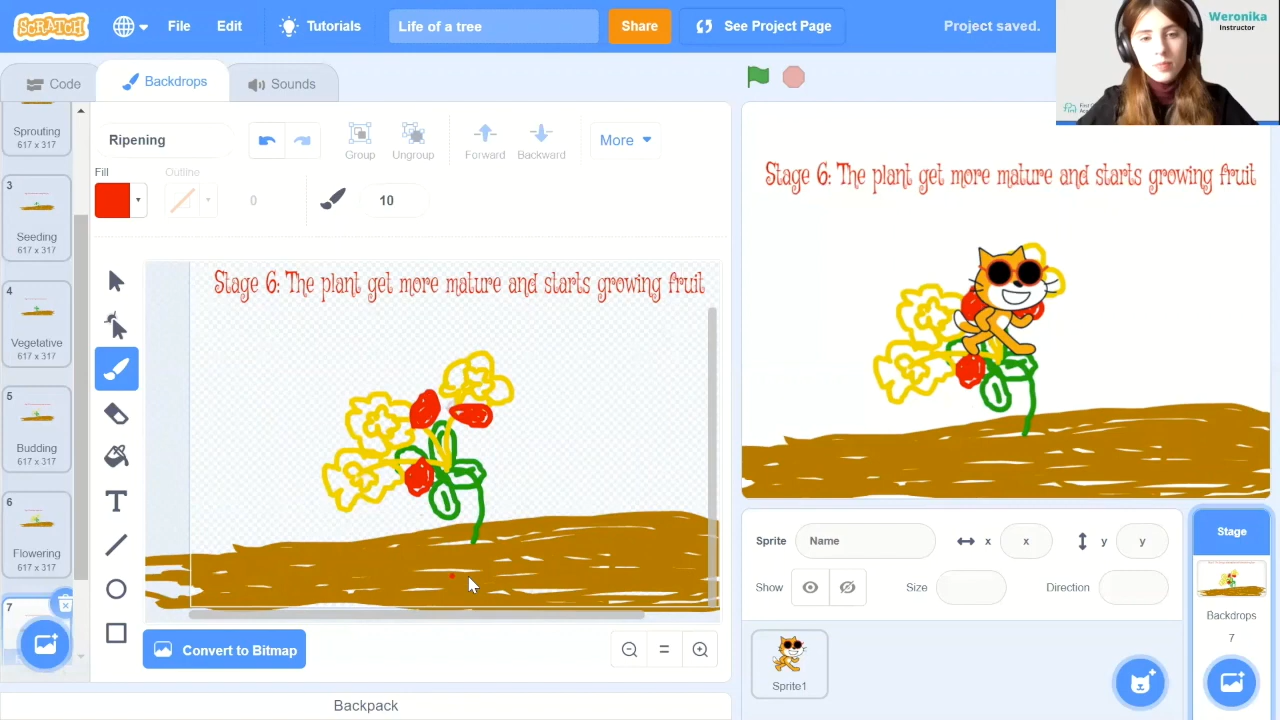 SCRATCH File Edit Tutorials Life of a tree Share See Project Page Project saved.
Weronika
Instructor
Code Backdrops Sounds
Sprouting
617 x 317
3
Seeding
617 x 317
4
Vegetative
617 x 317
5
Budding
617 x 317
6
Flowering
617 x 317
7
Ripening
Group Ungroup Forward Backward More
Fill Outline
0 10
Stage 6: The plant get more mature and starts growing fruit
T
Convert to Bitmap
Backpack
Stage 6: The plant get more mature and starts growing fruit
Sprite Name x x y y
Show Size Direction
Sprite1
Stage
Backdrops
7